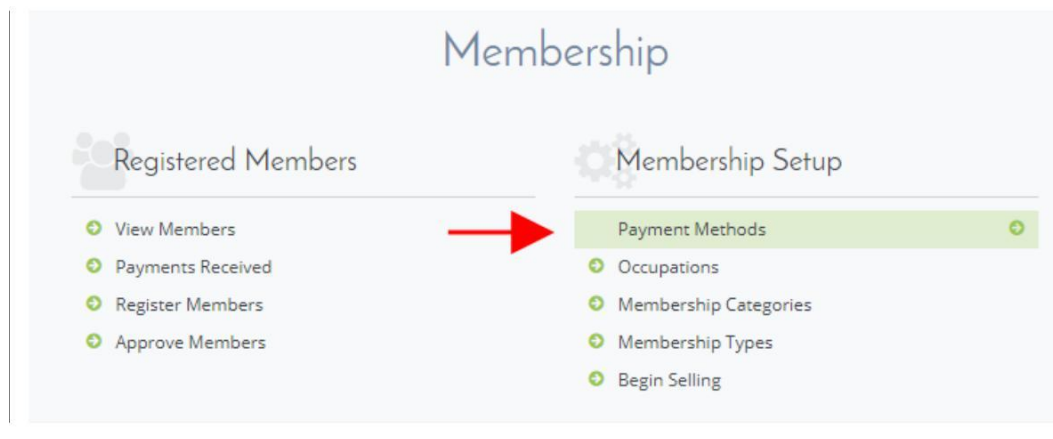 Membership
Registered Members
View Members
Payments Received
Register Members
Approve Members
Membership Setup
Payment Methods
Occupations
Membership Categories
Membership Types
Begin Selling